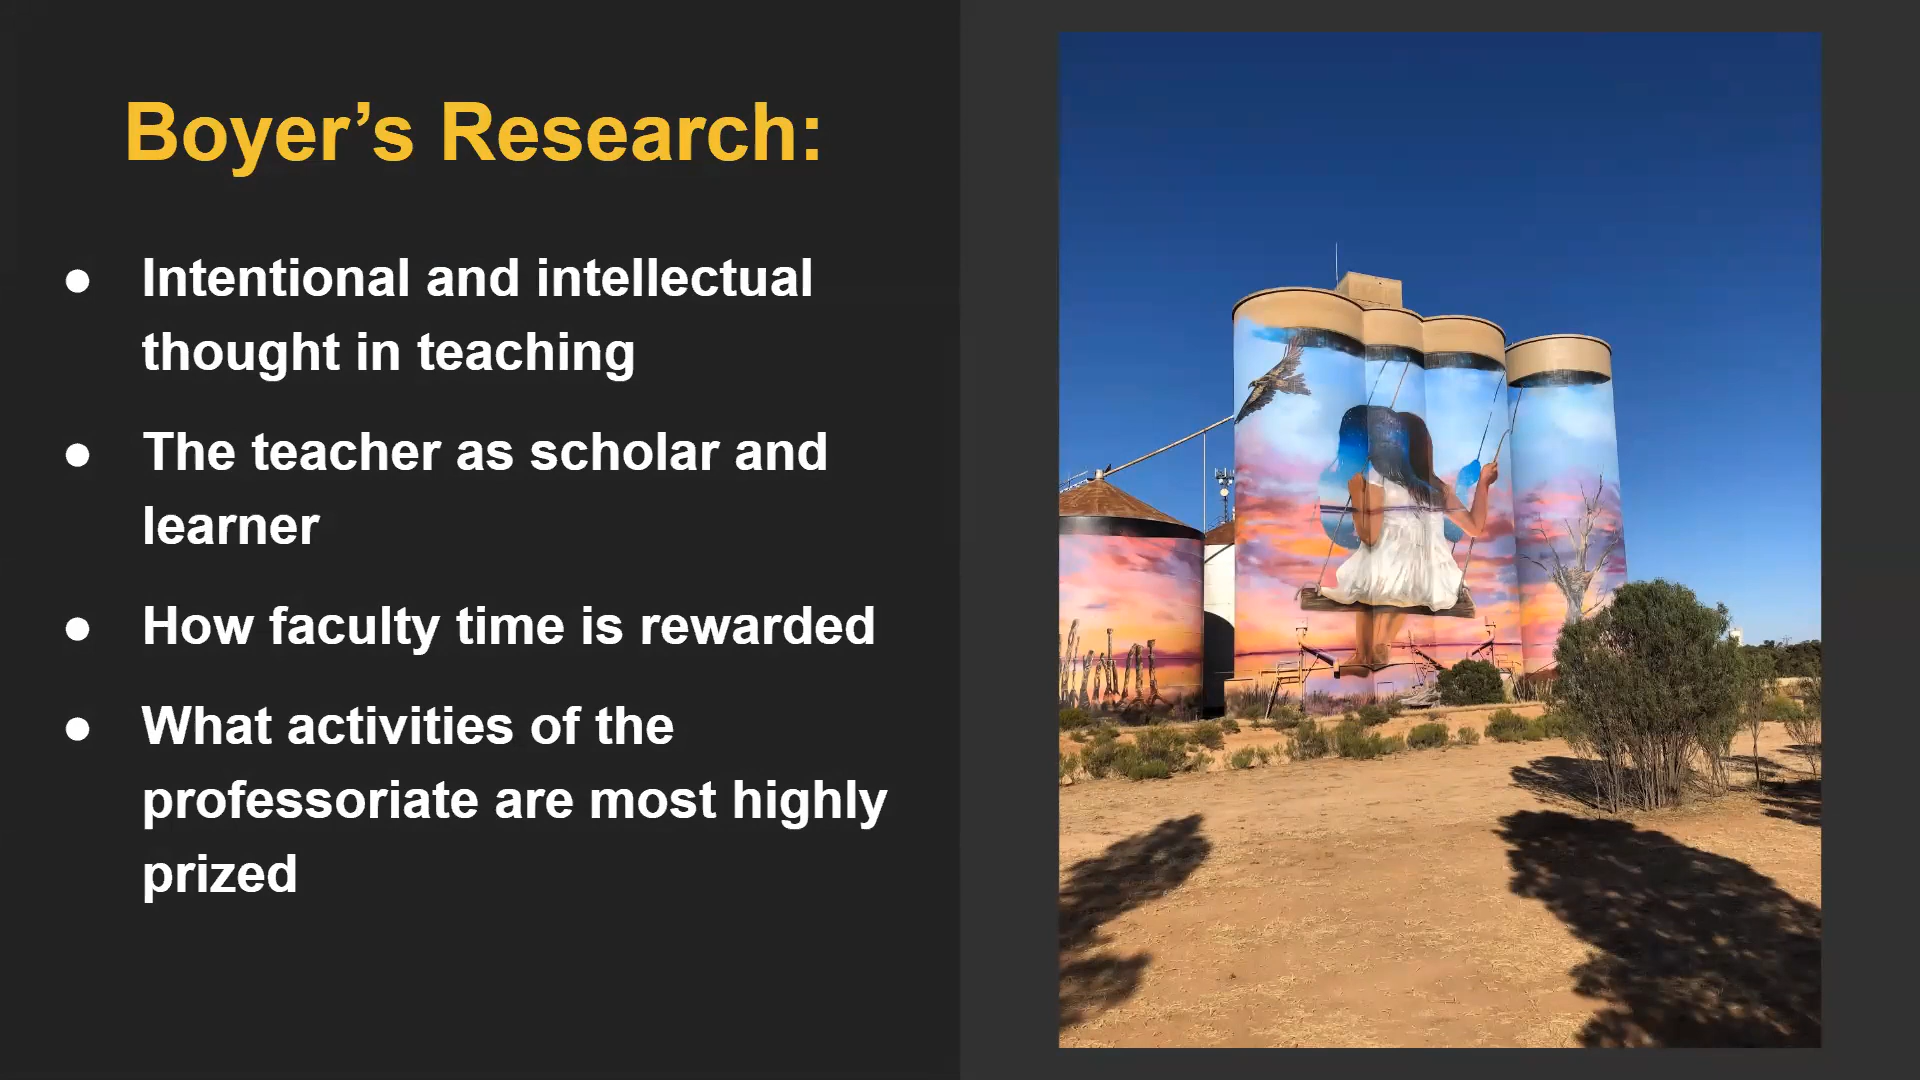 Boyer’s Research:
● Intentional and intellectual
thought in teaching
● The teacher as scholar and
learner
● How faculty time is rewarded
● What activities of the
professoriate are most highly
prized